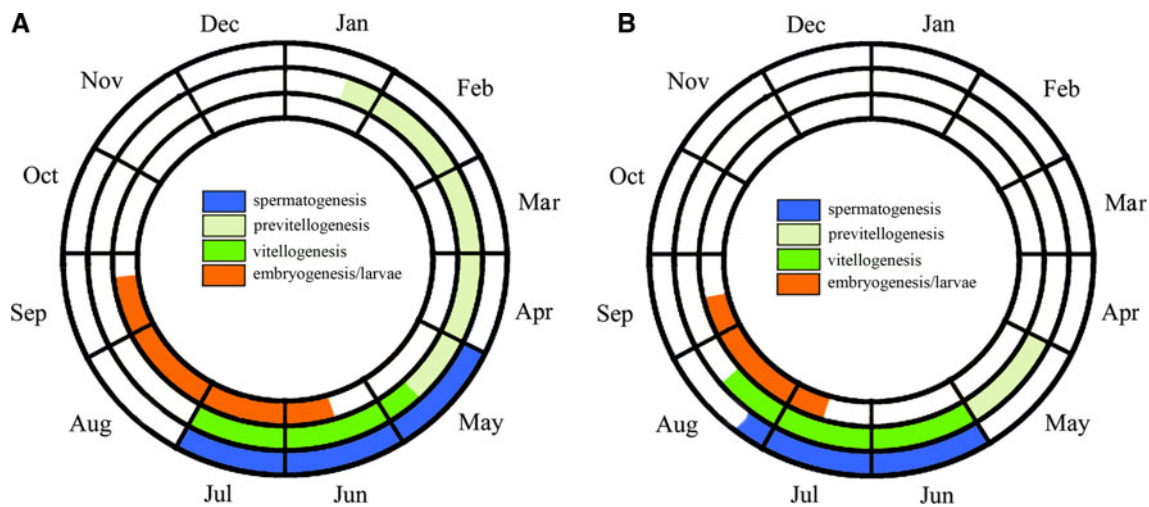 A
Dec
Jan
Nov
Feb
Oct
Mar
Sep
Apr
Aug
May
Jul
Jun
spermatogenesis
previtellogenesis
vitellogenesis
embryogenesis/larvae
B
Dec
Jan
Nov
Feb
Oct
Mar
Sep
Apr
Aug
May
Jul
Jun
spermatogenesis
previtellogenesis
vitellogenesis
embryogenesis/larvae